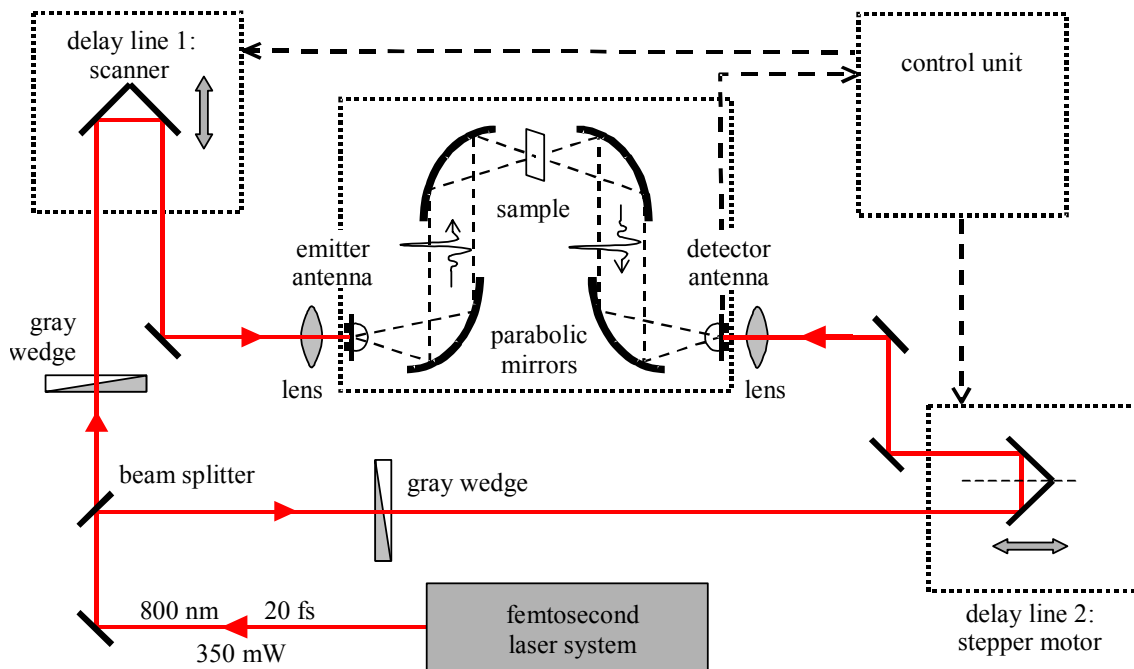 delay line 1:
scanner
control unit
sample
emitter
antenna
detector
antenna
gray
wedge
parabolic
mirrors
lens
lens
beam splitter
gray wedge
800 nm
20 fs
350 mW
femtosecond
laser system
delay line 2:
stepper motor